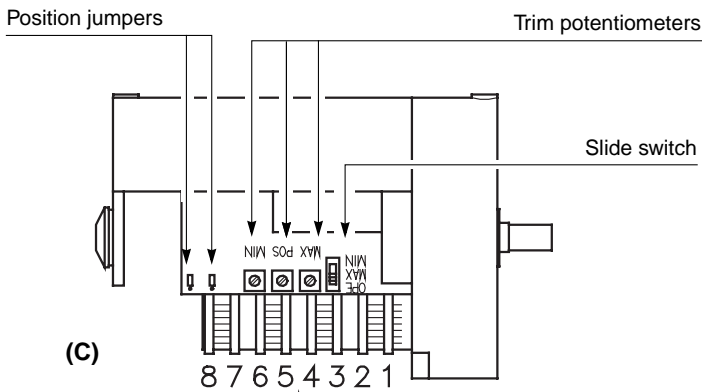 Position jumpers
Trim potentiometers
Slide switch
MIN POS MAX
MIN
MAX
OPE
(C)
8 7 6 5 4 3 2 1